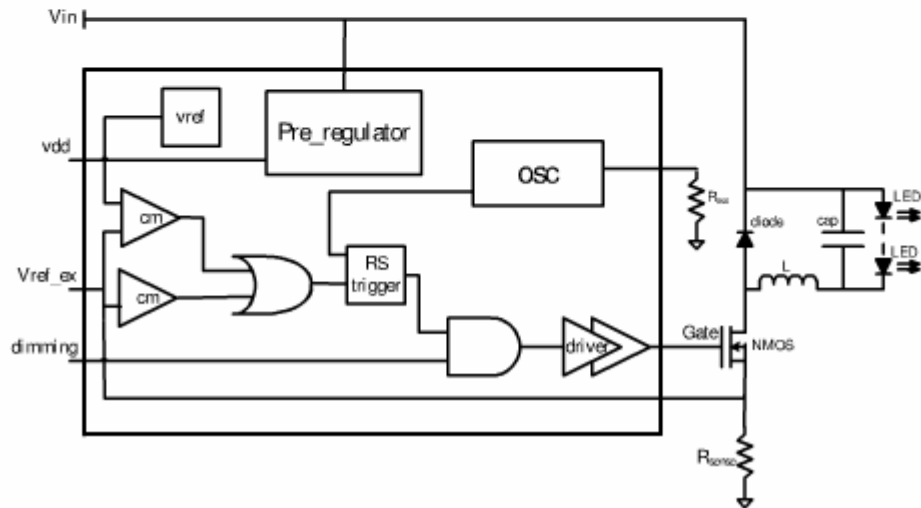 Vin
vref
Pre_regulator
vdd
OSC
Rosc
LED
diode
cap
cm
LED
RS
trigger
L
Vref_ex
cm
Gate
NMOS
dimming
driver
Rsense